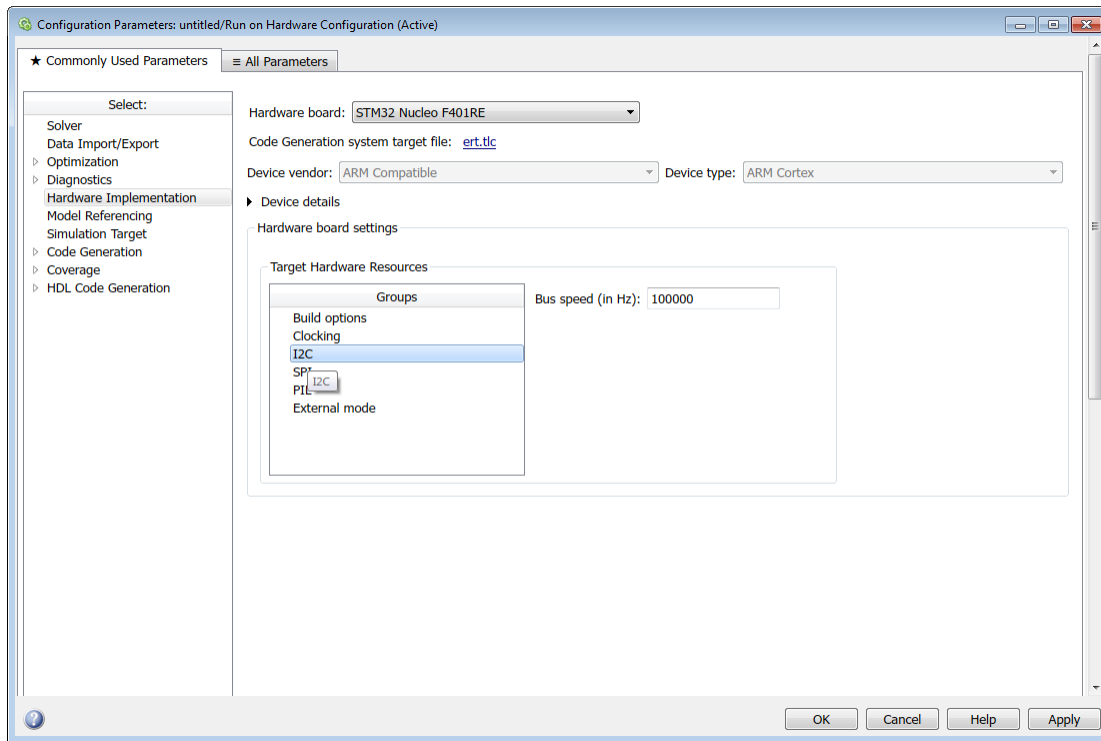 Configuration Parameters: untitled/Run on Hardware Configuration (Active)
★ Commonly Used Parameters
≡ All Parameters
Select:
Solver
Data Import/Export
Optimization
Diagnostics
Hardware Implementation
Model Referencing
Simulation Target
Code Generation
Coverage
HDL Code Generation
Hardware board: STM32 Nucleo F401RE
Code Generation system target file: ert.tlc
Device vendor: ARM Compatible Device type: ARM Cortex
Device details
Hardware board settings
Target Hardware Resources
Groups
Build options
Clocking
I2C
SPI
I2C
PIL
External mode
Bus speed (in Hz): 100000
OK Cancel Help Apply